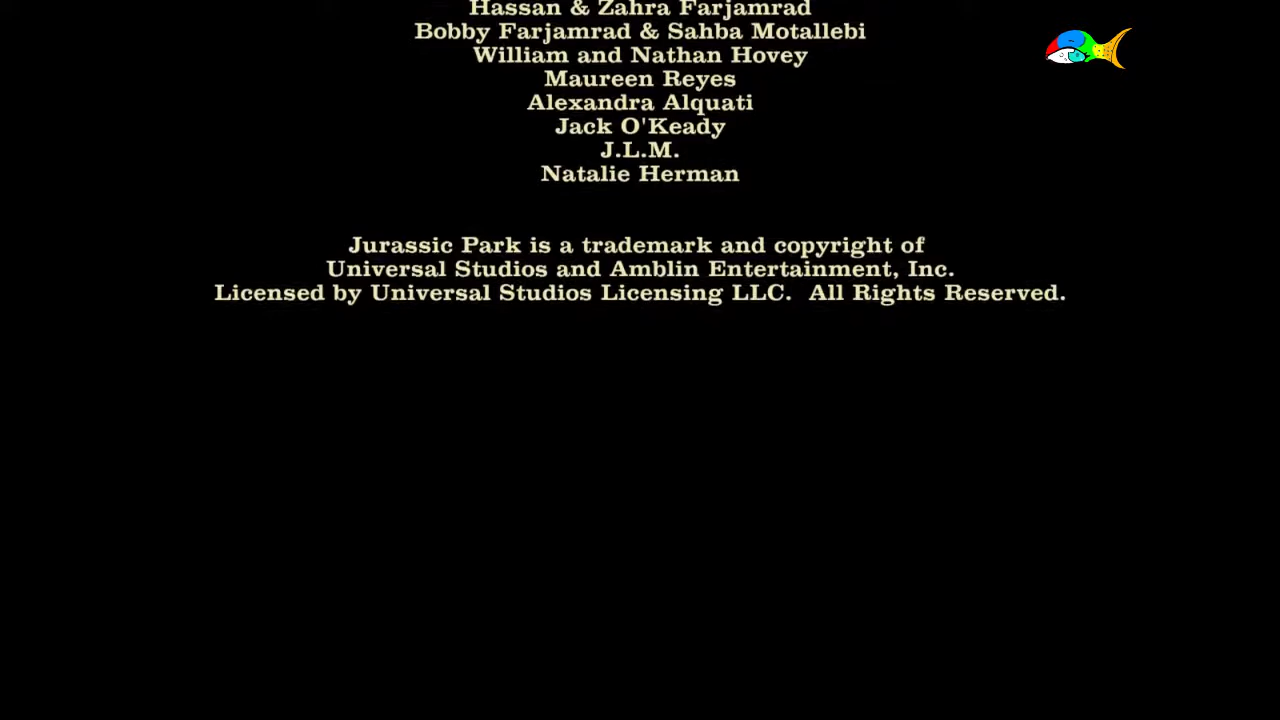 Hassan & Zahra Farjamrad
Bobby Farjamrad & Sahba Motallebi
William and Nathan Hovey
Maureen Reyes
Alexandra Alquati
Jack O'Keady
J.L.M.
Natalie Herman
Jurassic Park is a trademark and copyright of
Universal Studios and Amblin Entertainment, Inc.
Licensed by Universal Studios Licensing LLC.  All Rights Reserved.